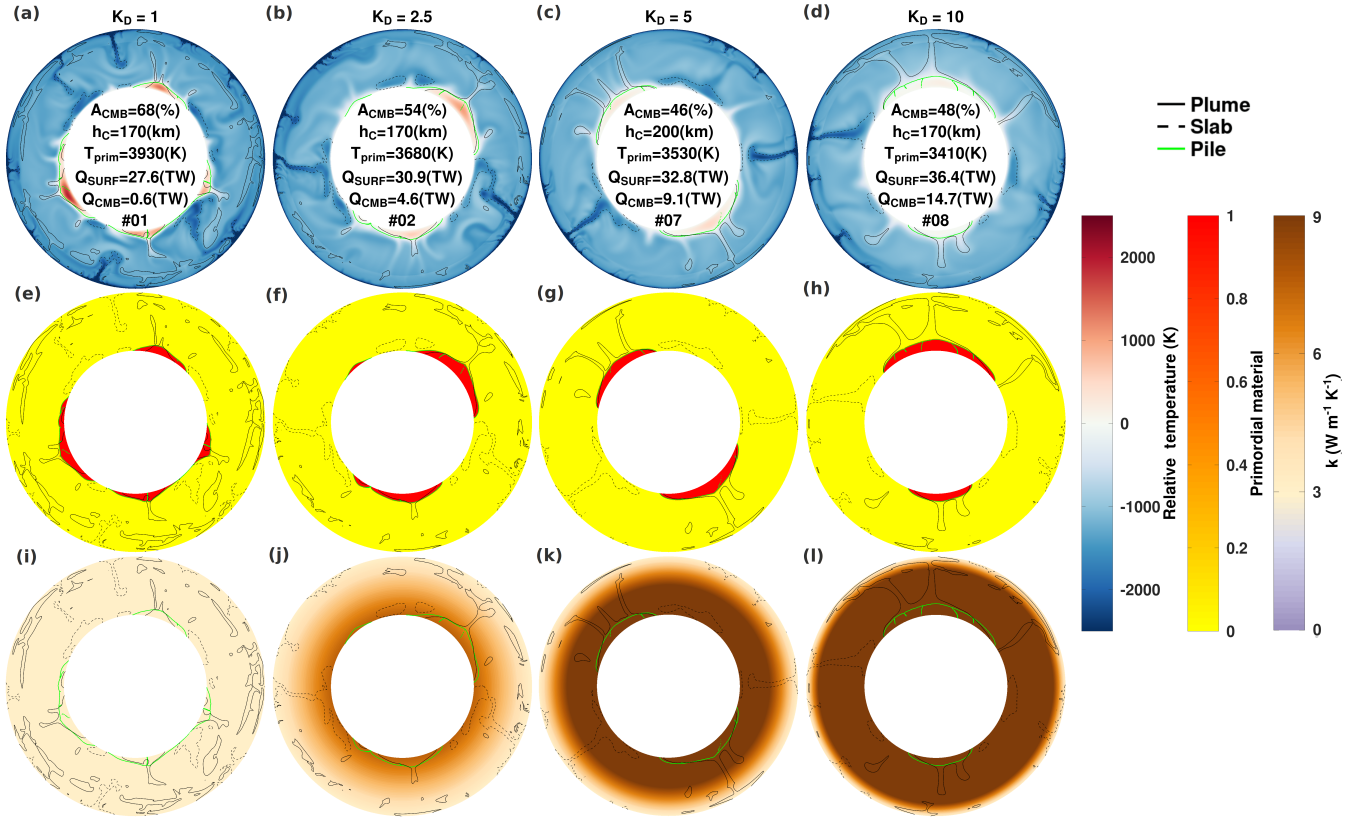 (a) K_D = 1
(b) K_D = 2.5
(c) K_D = 5
(d) K_D = 10
A_CMB=68(%)
h_C=170(km)
T_prim=3930(K)
Q_SURF=27.6(TW)
Q_CMB=0.6(TW)
#01
A_CMB=54(%)
h_C=170(km)
T_prim=3680(K)
Q_SURF=30.9(TW)
Q_CMB=4.6(TW)
#02
A_CMB=46(%)
h_C=200(km)
T_prim=3530(K)
Q_SURF=32.8(TW)
Q_CMB=9.1(TW)
#07
A_CMB=48(%)
h_C=170(km)
T_prim=3410(K)
Q_SURF=36.4(TW)
Q_CMB=14.7(TW)
#08
Plume
Slab
Pile
(e)
(f)
(g)
(h)
(i)
(j)
(k)
(l)
2000
1000
0
-1000
-2000
Relative temperature (K)
1
0.8
0.6
0.4
0.2
0
Primordial material
9
6
3
0
k (W m⁻¹ K⁻¹)